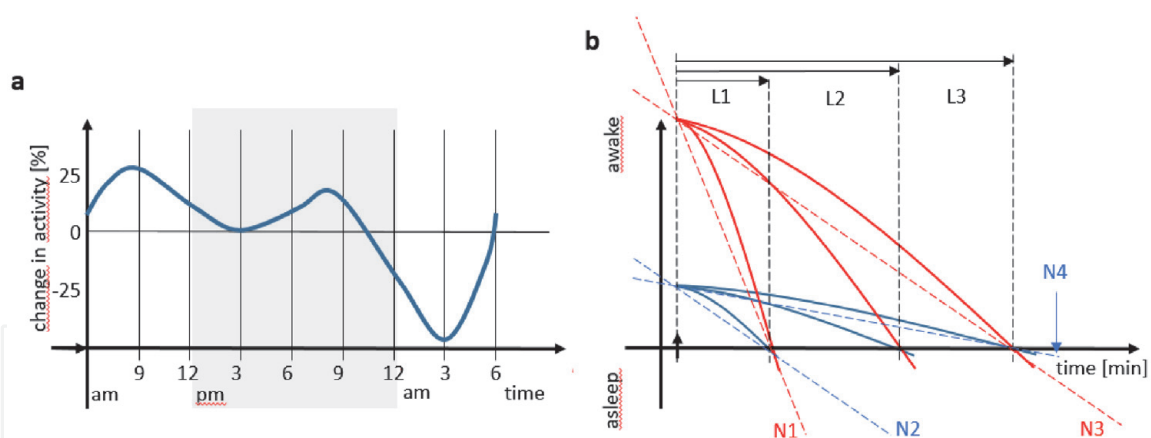 a
change in activity [%]
25
0
-25
9 12 3 6 9 12 3 6
am pm am time
b
L1 L2 L3
awake
N4
time [min]
asleep
N1 N2 N3